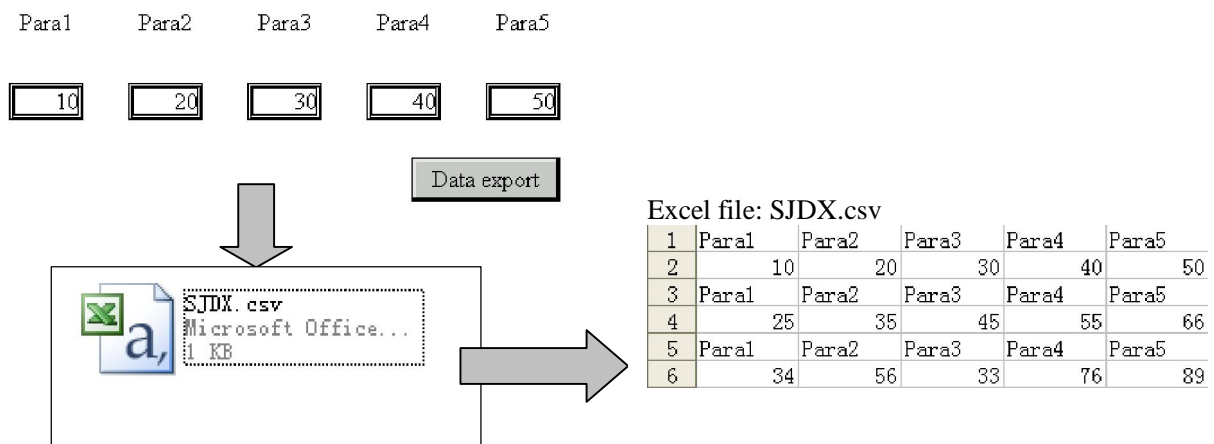 Para1 Para2 Para3 Para4 Para5
10 20 30 40 50
Data export
SJDX.csv
Microsoft Office...
1 KB
a,
Excel file: SJDX.csv
1 Para1 Para2 Para3 Para4 Para5
2 10 20 30 40 50
3 Para1 Para2 Para3 Para4 Para5
4 25 35 45 55 66
5 Para1 Para2 Para3 Para4 Para5
6 34 56 33 76 89